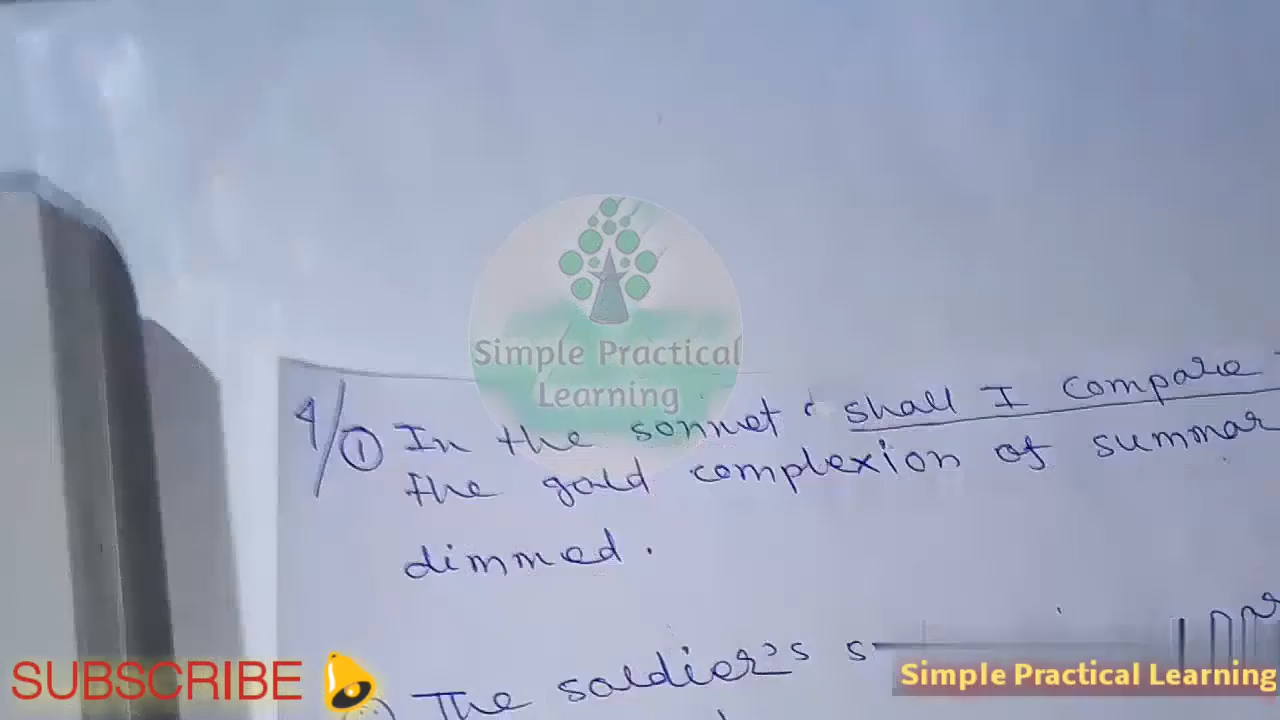 Simple Practical
Learning
4/① In the sonnet 'shall I compare
the gold complexion of summar
dimmed.
The soldier's
SUBSCRIBE
Simple Practical Learning